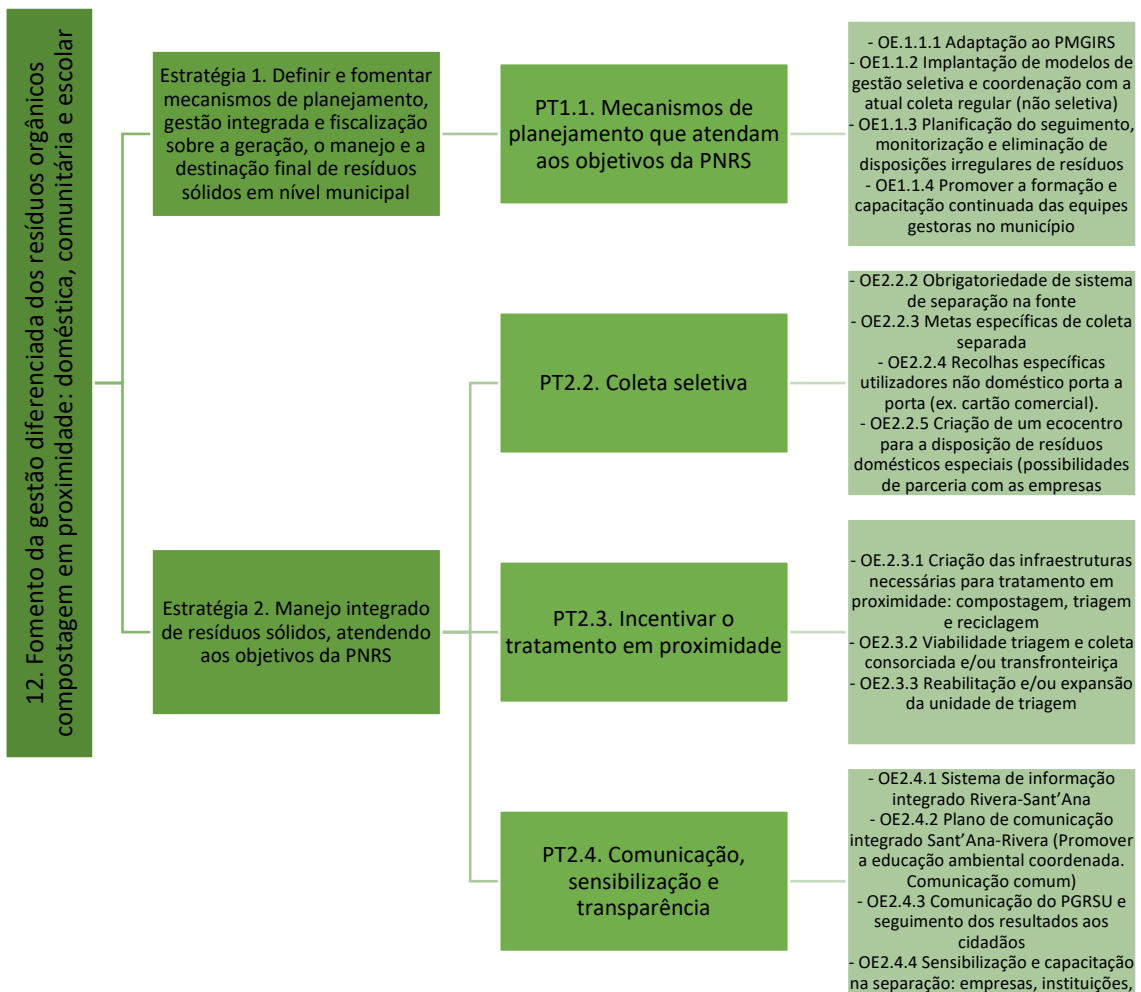 12. Fomento da gestão diferenciada dos resíduos orgânicos
compostagem em proximidade: doméstica, comunitária e escolar
Estratégia 1. Definir e fomentar
mecanismos de planejamento,
gestão integrada e fiscalização
sobre a geração, o manejo e a
destinação final de resíduos
sólidos em nível municipal
PT1.1. Mecanismos de
planejamento que atendam
aos objetivos da PNRS
- OE.1.1.1 Adaptação ao PMGIRS
- OE1.1.2 Implantação de modelos de
gestão seletiva e coordenação com a
atual coleta regular (não seletiva)
- OE1.1.3 Planificação do seguimento,
monitorização e eliminação de
disposições irregulares de resíduos
- OE1.1.4 Promover a formação e
capacitação continuada das equipes
gestoras no município
Estratégia 2. Manejo integrado
de resíduos sólidos, atendendo
aos objetivos da PNRS
PT2.2. Coleta seletiva
- OE2.2.2 Obrigatoriedade de sistema
de separação na fonte
- OE2.2.3 Metas específicas de coleta
separada
- OE2.2.4 Recolhas específicas
utilizadores não doméstico porta a
porta (ex. cartão comercial).
- OE2.2.5 Criação de um ecocentro
para a disposição de resíduos
domésticos especiais (possibilidades
de parceria com as empresas
PT2.3. Incentivar o
tratamento em proximidade
- OE.2.3.1 Criação das infraestruturas
necessárias para tratamento em
proximidade: compostagem, triagem
e reciclagem
- OE2.3.2 Viabilidade triagem e coleta
consorciada e/ou transfronteiriça
- OE2.3.3 Reabilitação e/ou expansão
da unidade de triagem
PT2.4. Comunicação,
sensibilização e
transparência
- OE2.4.1 Sistema de informação
integrado Rivera-Sant’Ana
- OE2.4.2 Plano de comunicação
integrado Sant’Ana-Rivera (Promover
a educação ambiental coordenada.
Comunicação comum)
- OE2.4.3 Comunicação do PGRSU e
seguimento dos resultados aos
cidadãos
- OE2.4.4 Sensibilização e capacitação
na separação: empresas, instituições,